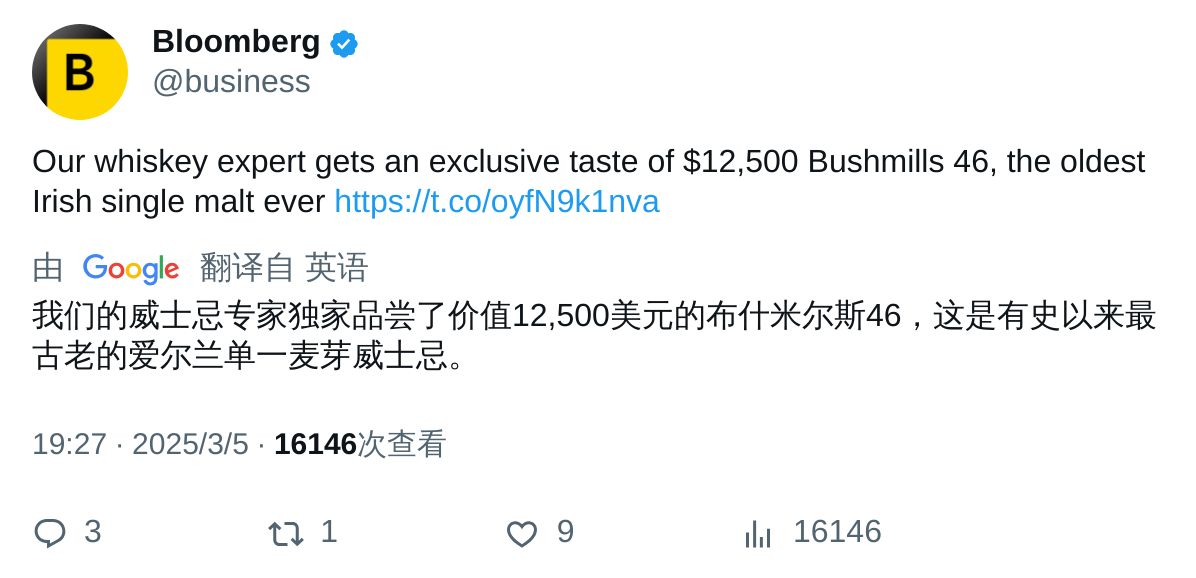 B
Bloomberg
@business
Our whiskey expert gets an exclusive taste of $12,500 Bushmills 46, the oldest
Irish single malt ever https://t.co/oyfN9k1nva
由 Google 翻译自 英语
我们的威士忌专家独家品尝了价值12,500美元的布什米尔斯46，这是有史以来最
古老的爱尔兰单一麦芽威士忌。
19:27 · 2025/3/5 · 16146次查看
3 1 9 16146